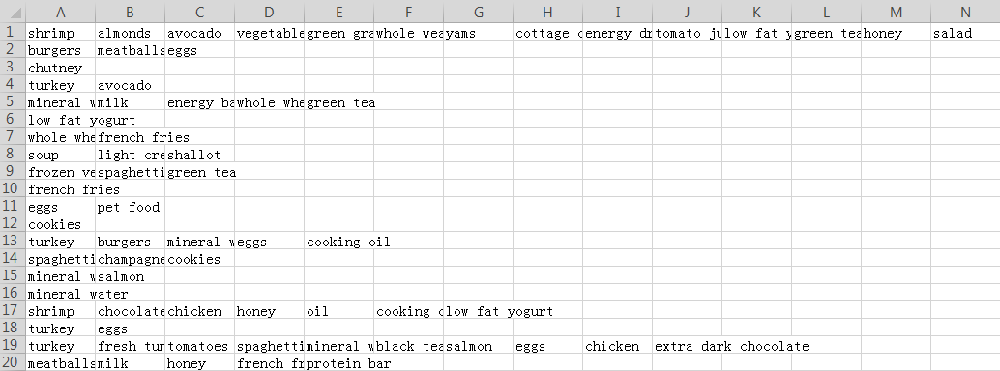 A B C D E F G H I J K L M N
1 shrimp almonds avocado vegetable green gra whole wea yams cottage c energy dr tomato ju low fat y green tea honey salad
2 burgers meatballs eggs
3 chutney
4 turkey avocado
5 mineral w milk energy ba whole whe green tea
6 low fat yogurt
7 whole whe french fries
8 soup light cre shallot
9 frozen ve spaghetti green tea
10 french fries
11 eggs pet food
12 cookies
13 turkey burgers mineral w eggs cooking oil
14 spaghetti champagne cookies
15 mineral w salmon
16 mineral water
17 shrimp chocolate chicken honey oil cooking o low fat yogurt
18 turkey eggs
19 turkey fresh tun tomatoes spaghetti mineral w black tea salmon eggs chicken extra dark chocolate
20 meatballs milk honey french fr protein bar